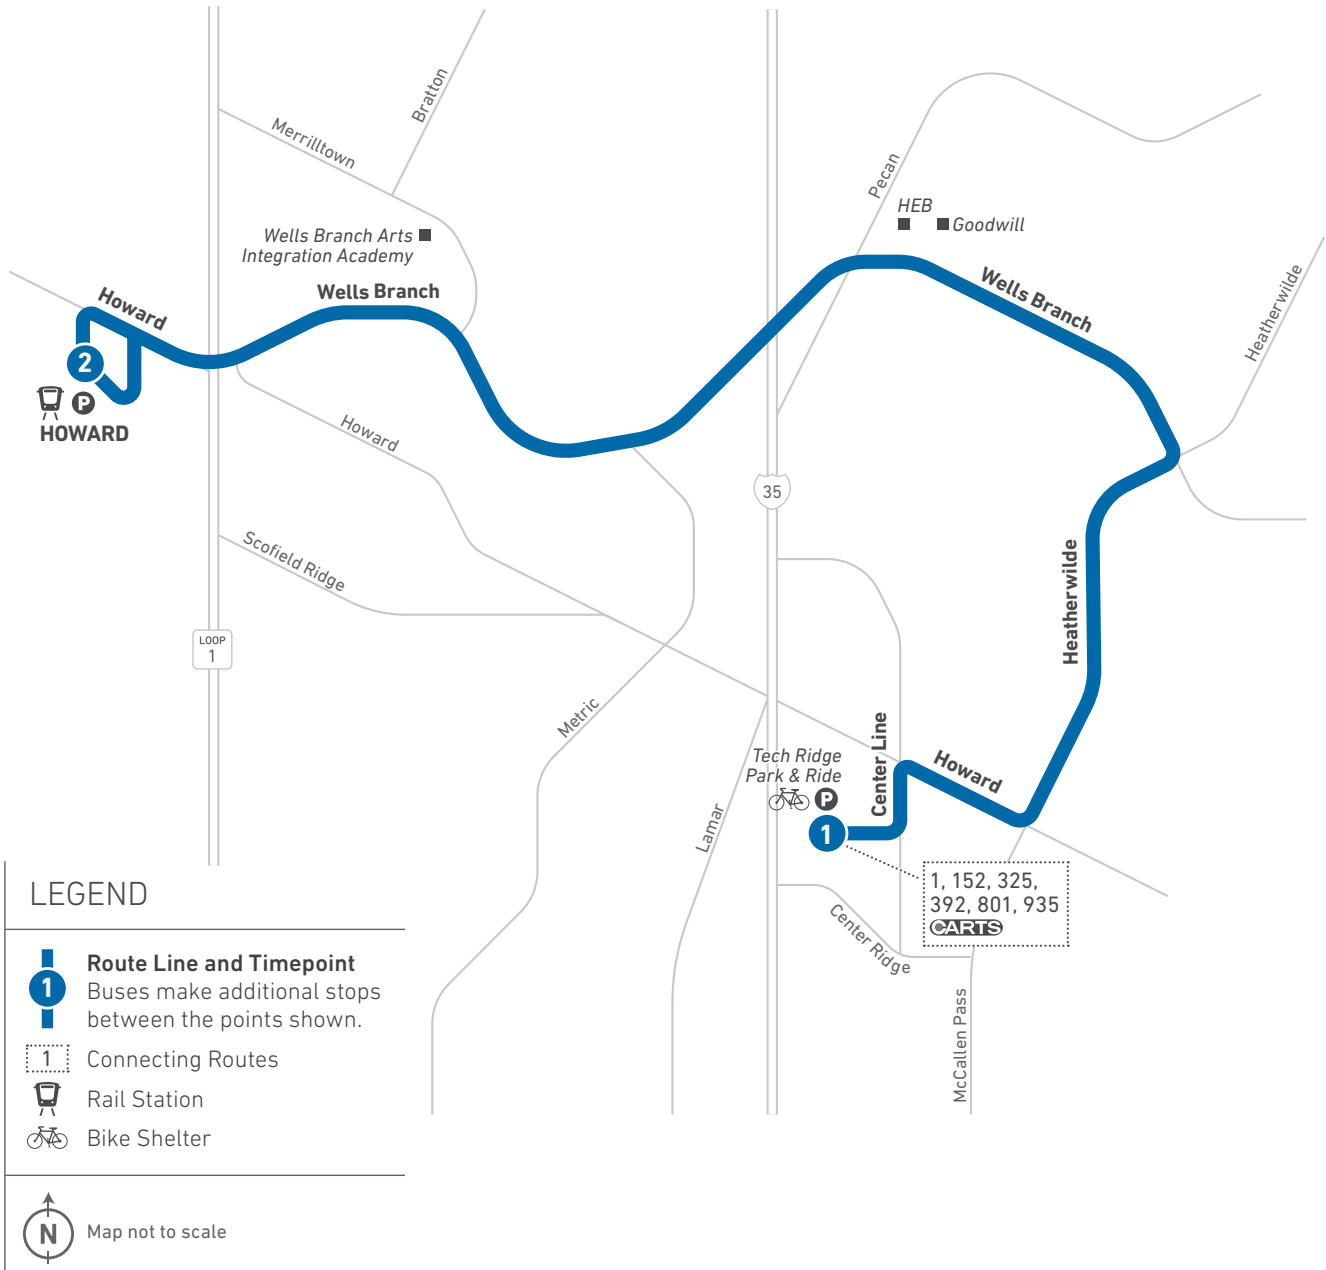 Bratton
Merrilltown
Pecan
HEB
Goodwill
Wells Branch Arts
Integration Academy
Wells Branch
Wells Branch
Heatherwilde
Howard
2
P
HOWARD
Howard
35
Scofield Ridge
Heatherwilde
LOOP
1
Metric
Tech Ridge
Park & Ride
P
Center Line
Howard
1
Lamar
1, 152, 325,
392, 801, 935
CARTS
Center Ridge
McCallen Pass
LEGEND
1
Route Line and Timepoint
Buses make additional stops
between the points shown.
1
Connecting Routes
Rail Station
Bike Shelter
N
Map not to scale